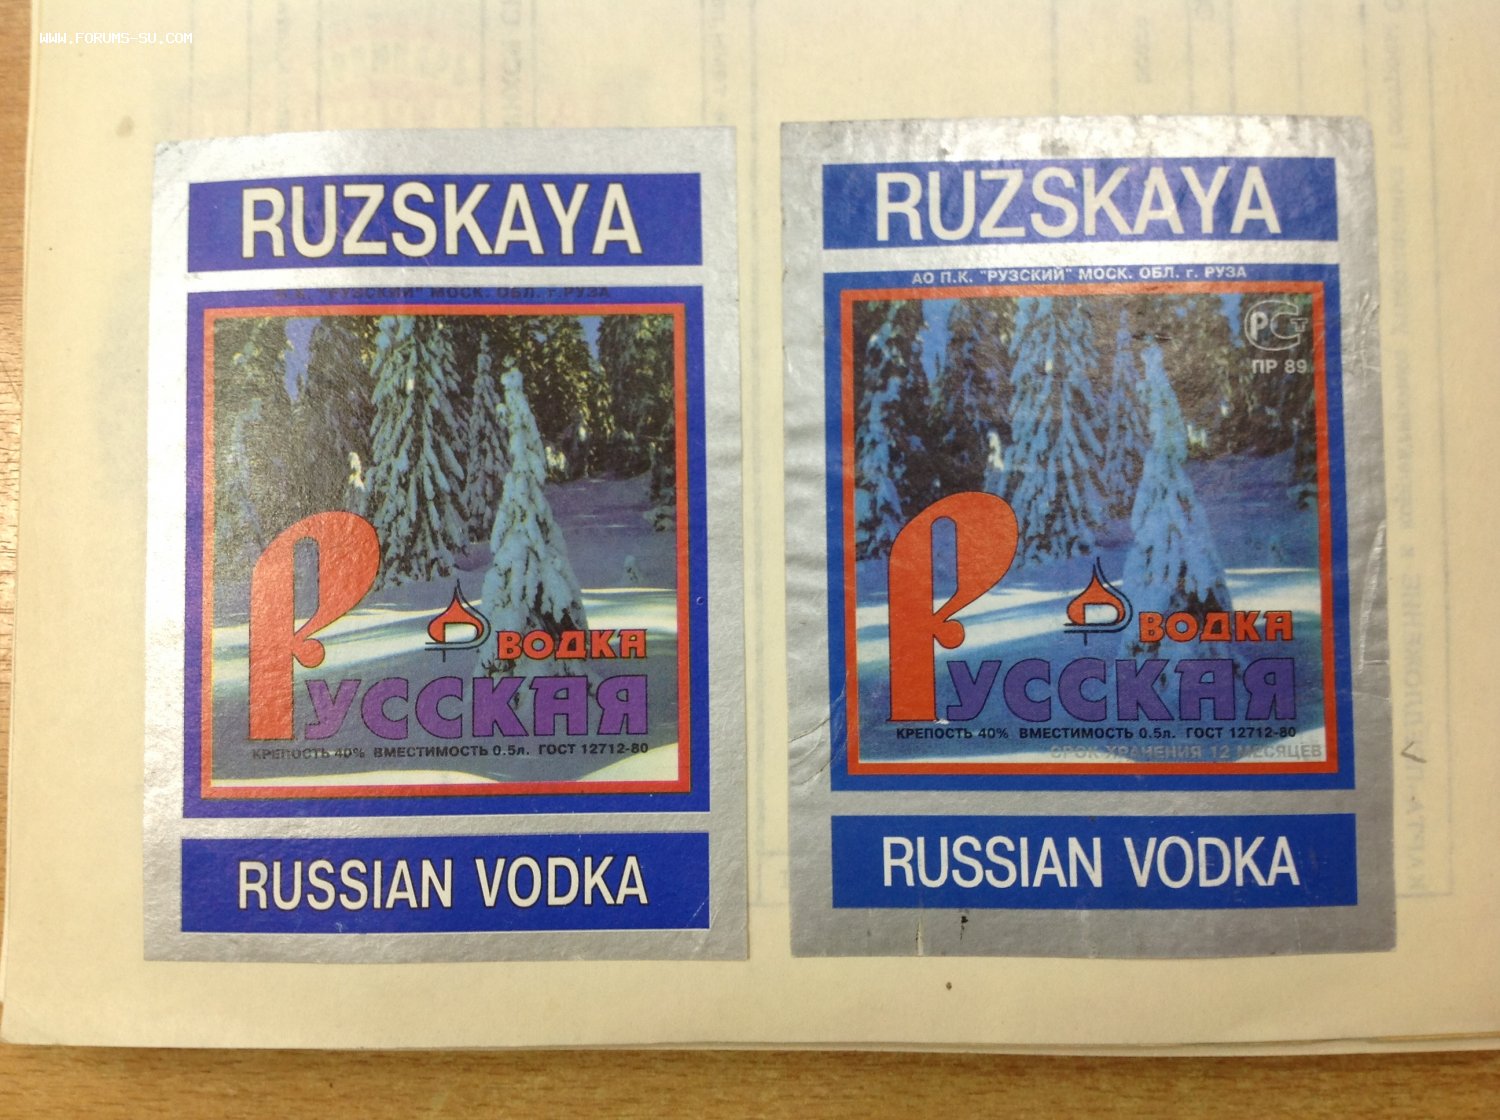 WWW.FORUMS-SU.COM
RUZSKAYA
П.К. "РУЗСКИЙ" МОСК. ОБЛ. г. РУЗА
ВОДКА
РУССКАЯ
КРЕПОСТЬ 40% ВМЕСТИМОСТЬ 0.5л. ГОСТ 12712-80
RUSSIAN VODKA
RUZSKAYA
АО П.К. "РУЗСКИЙ" МОСК. ОБЛ. г. РУЗА
РСТ
ПР 89
ВОДКА
РУССКАЯ
КРЕПОСТЬ 40% ВМЕСТИМОСТЬ 0.5л. ГОСТ 12712-80
СРОК ХРАНЕНИЯ 12 МЕСЯЦЕВ
RUSSIAN VODKA